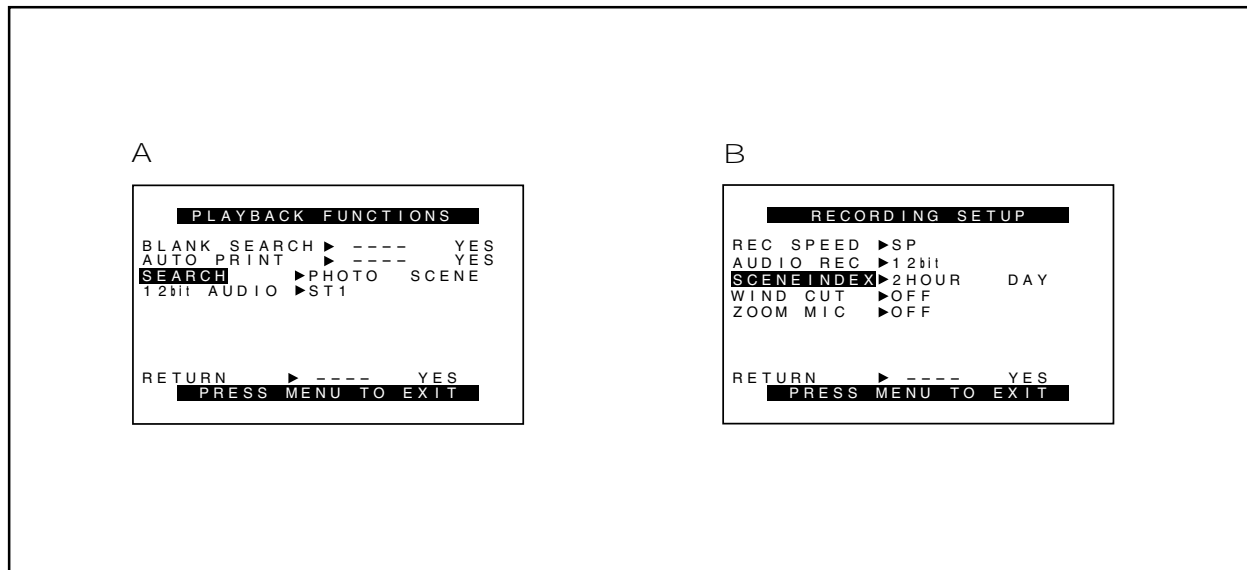 A
PLAYBACK FUNCTIONS
BLANK SEARCH ▶ ---- YES
AUTO PRINT ▶ ---- YES
SEARCH ▶PHOTO SCENE
12bit AUDIO ▶ST1
RETURN ▶ ---- YES
PRESS MENU TO EXIT
B
RECORDING SETUP
REC SPEED ▶SP
AUDIO REC ▶12bit
SCENEINDEX▶2HOUR DAY
WIND CUT ▶OFF
ZOOM MIC ▶OFF
RETURN ▶ ---- YES
PRESS MENU TO EXIT